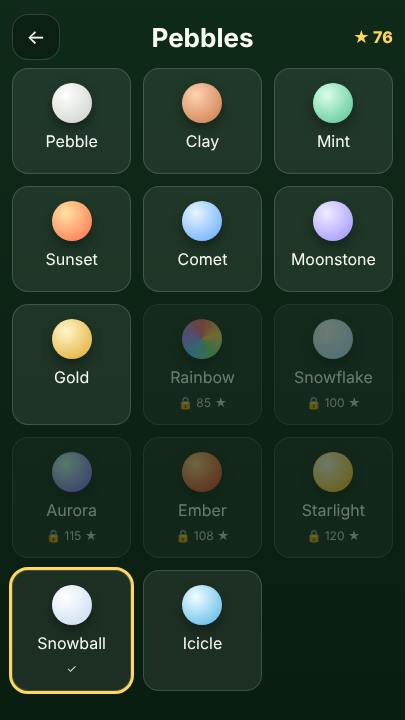 ← Pebbles ★ 76
Pebble Clay Mint
Sunset Comet Moonstone
Gold Rainbow Snowflake
🔒 85 ★ 🔒 100 ★
Aurora Ember Starlight
🔒 115 ★ 🔒 108 ★ 🔒 120 ★
Snowball Icicle
✓